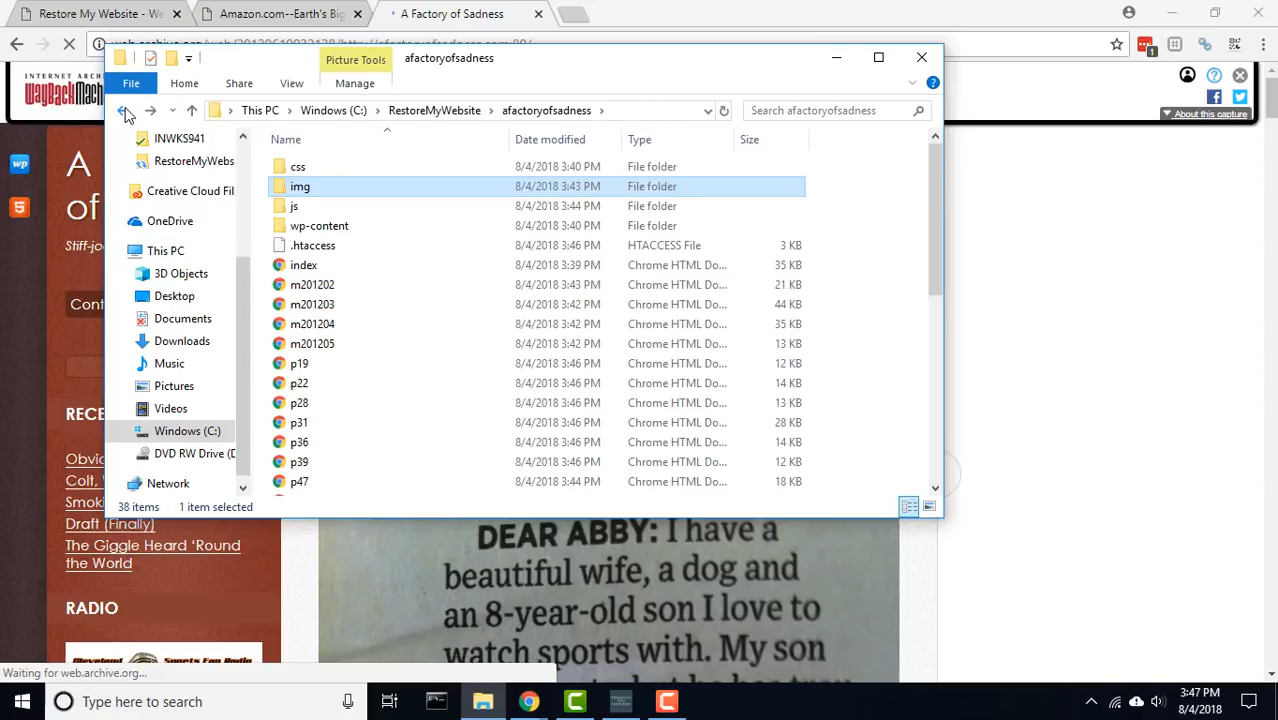 Restore My Website - W
Amazon.com--Earth's Big
A Factory of Sadness
INTERNET ARCHIVE
About this capture
Picture Tools afactoryofsadness
File Home Share View Manage
This PC Windows (C:) RestoreMyWebsite afactoryofsadness Search afactoryofsadness
INWKS941
RestoreMyWebs
Creative Cloud Fil
OneDrive
This PC
3D Objects
Desktop
Documents
Downloads
Music
Pictures
Videos
Windows (C:)
DVD RW Drive (D
Network
Name Date modified Type Size
css 8/4/2018 3:40 PM File folder
img 8/4/2018 3:43 PM File folder
js 8/4/2018 3:44 PM File folder
wp-content 8/4/2018 3:40 PM File folder
.htaccess 8/4/2018 3:46 PM HTACCESS File 3 KB
index 8/4/2018 3:39 PM Chrome HTML Do... 35 KB
m201202 8/4/2018 3:43 PM Chrome HTML Do... 21 KB
m201203 8/4/2018 3:42 PM Chrome HTML Do... 44 KB
m201204 8/4/2018 3:42 PM Chrome HTML Do... 35 KB
m201205 8/4/2018 3:42 PM Chrome HTML Do... 13 KB
p19 8/4/2018 3:46 PM Chrome HTML Do... 12 KB
p22 8/4/2018 3:46 PM Chrome HTML Do... 14 KB
p28 8/4/2018 3:46 PM Chrome HTML Do... 13 KB
p31 8/4/2018 3:46 PM Chrome HTML Do... 28 KB
p36 8/4/2018 3:46 PM Chrome HTML Do... 14 KB
p39 8/4/2018 3:46 PM Chrome HTML Do... 12 KB
p47 8/4/2018 3:44 PM Chrome HTML Do... 18 KB
38 items 1 item selected
wp
A
of
Stiff-jo
Cont
RECE
Obvio
Colt,
Smoki
Draft (Finally)
The Giggle Heard ‘Round
the World
RADIO
Cleveland Sports Fan Radio
DEAR ABBY: I have a
beautiful wife, a dog and
an 8-year-old son I love to
watch sports with. My son
Waiting for web.archive.org...
Type here to search
3:47 PM
8/4/2018